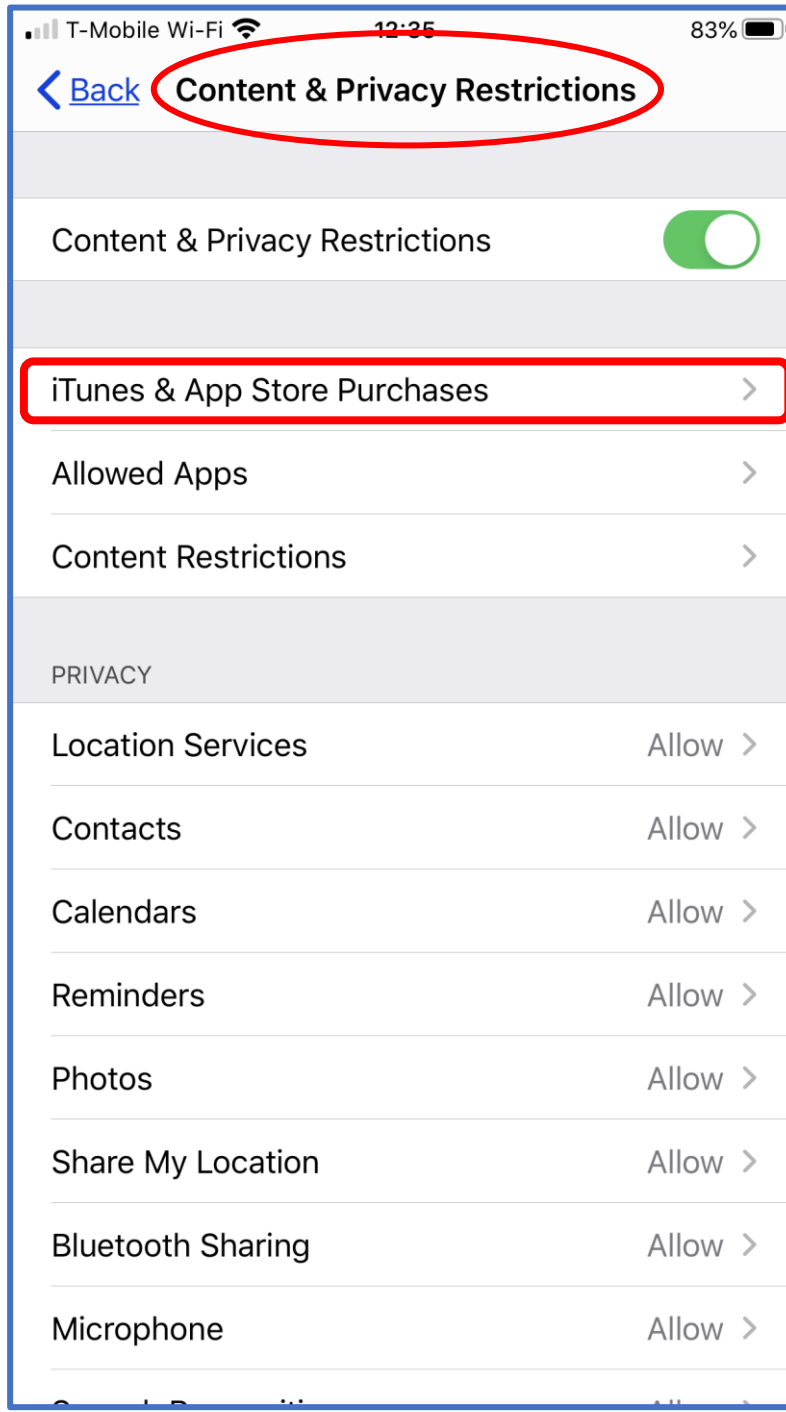 T-Mobile Wi-Fi 12:35 83%
Back Content & Privacy Restrictions
Content & Privacy Restrictions
iTunes & App Store Purchases
Allowed Apps
Content Restrictions
PRIVACY
Location Services Allow
Contacts Allow
Calendars Allow
Reminders Allow
Photos Allow
Share My Location Allow
Bluetooth Sharing Allow
Microphone Allow